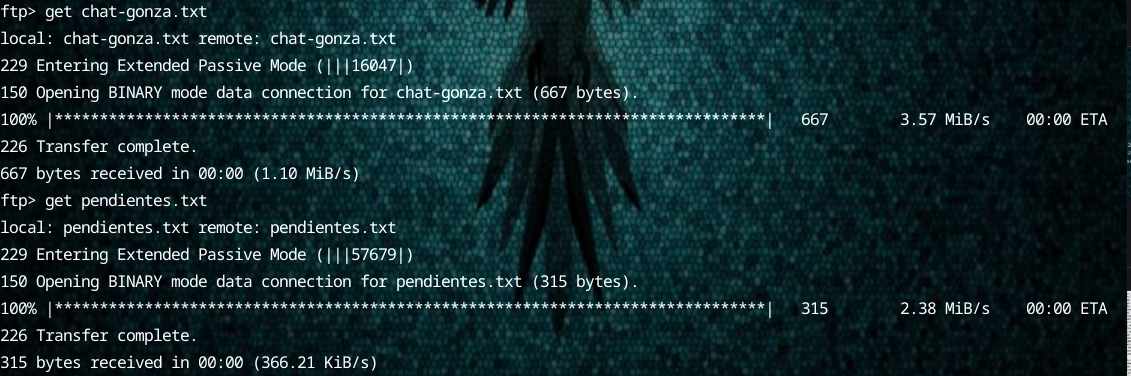 ftp> get chat-gonza.txt
local: chat-gonza.txt remote: chat-gonza.txt
229 Entering Extended Passive Mode (|||16047|)
150 Opening BINARY mode data connection for chat-gonza.txt (667 bytes).
100% |*******************************************************************************| 667 3.57 MiB/s 00:00 ETA
226 Transfer complete.
667 bytes received in 00:00 (1.10 MiB/s)
ftp> get pendientes.txt
local: pendientes.txt remote: pendientes.txt
229 Entering Extended Passive Mode (|||57679|)
150 Opening BINARY mode data connection for pendientes.txt (315 bytes).
100% |*******************************************************************************| 315 2.38 MiB/s 00:00 ETA
226 Transfer complete.
315 bytes received in 00:00 (366.21 KiB/s)